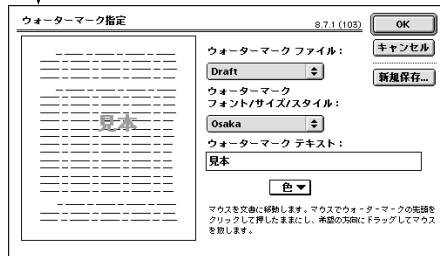 ウォーターマーク指定
8.7.1 (103)
OK
キャンセル
新規保存...
ウォーターマーク ファイル：
Draft
ウォーターマーク
フォント/サイズ/スタイル：
Osaka
ウォーターマーク テキスト：
見本
色
マウスを文書に移動します。マウスでウォーターマークの先頭を
クリックして押したままにし、希望の方向にドラッグしてマウス
を放します。
見本